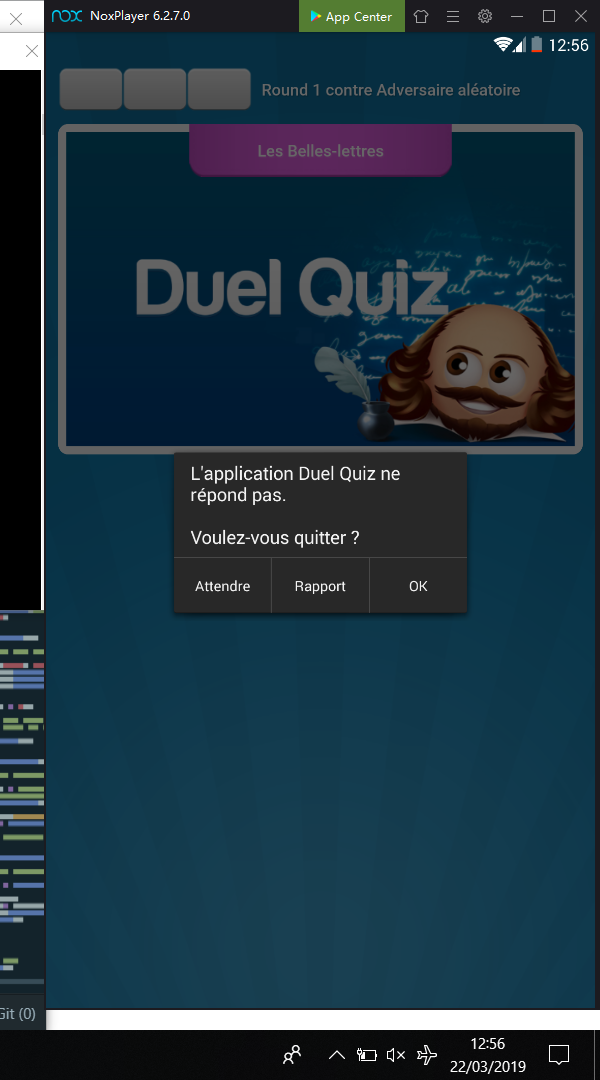 nox NoxPlayer 6.2.7.0 App Center
12:56
Round 1 contre Adversaire aléatoire
Les Belles-lettres
Duel Quiz
L'application Duel Quiz ne
répond pas.
Voulez-vous quitter ?
Attendre Rapport OK
Git (0)
12:56
22/03/2019